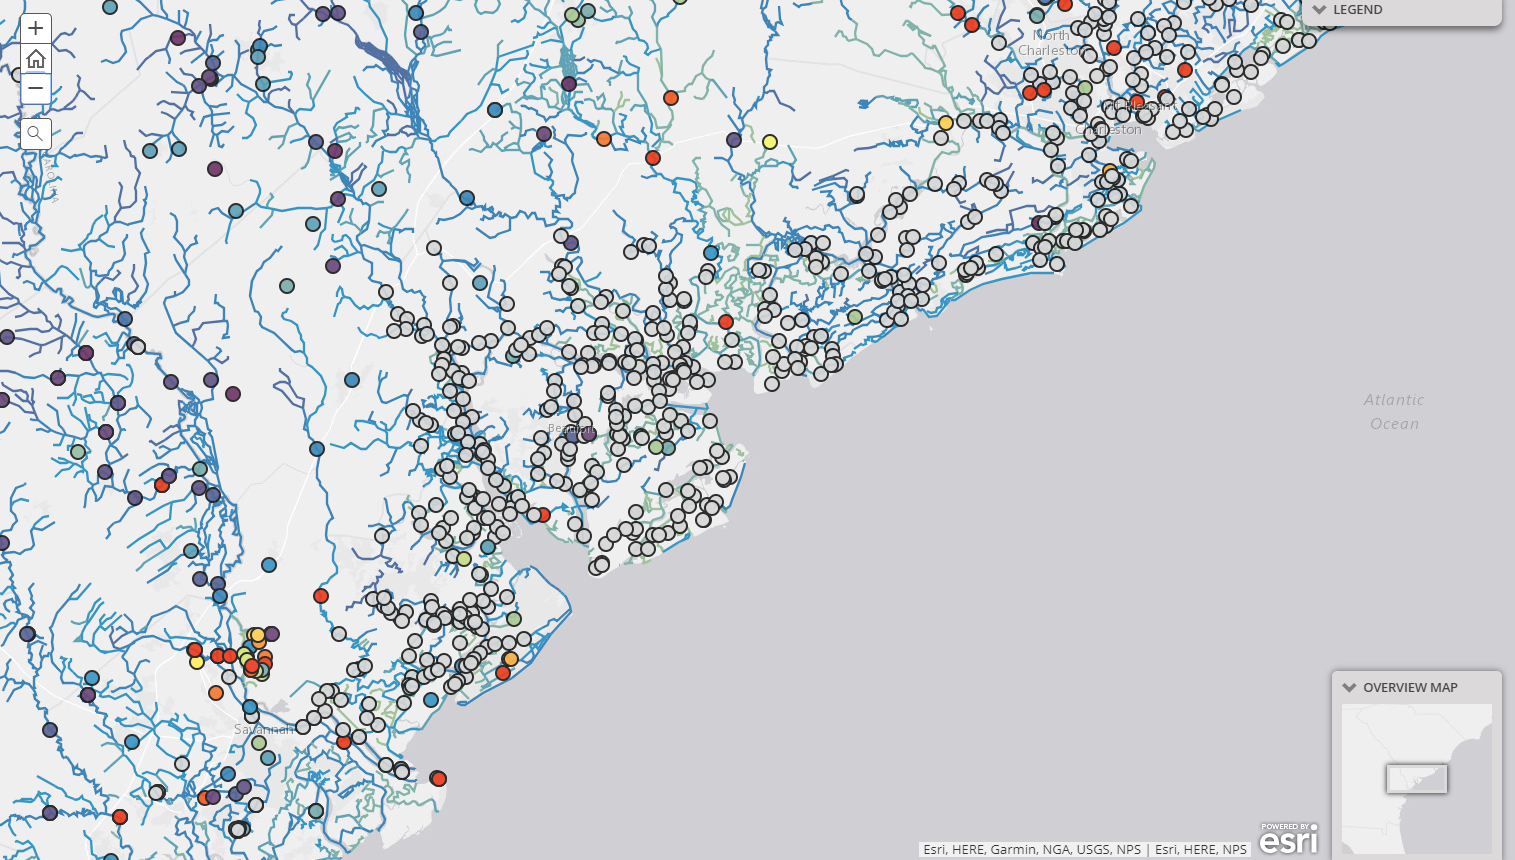 +
LEGEND
−
North
Charleston
Mt Pleasant
Charleston
Atlantic
Ocean
Beaufort
OVERVIEW MAP
Savannah
POWERED BY
esri
Esri, HERE, Garmin, NGA, USGS, NPS | Esri, HERE, NPS